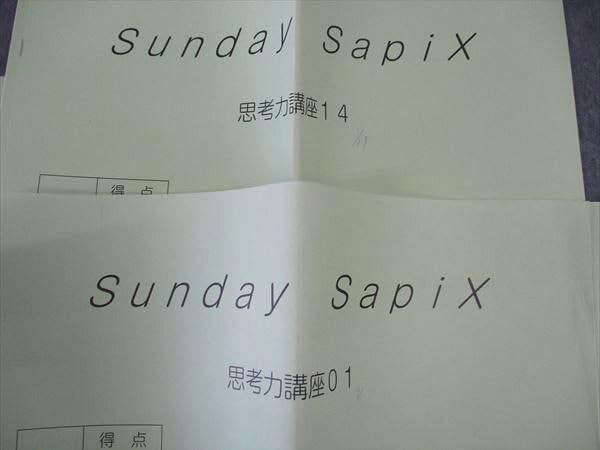 Sunday SapiX
思考力講座14
得 点
Sunday SapiX
思考力講座01
得 点